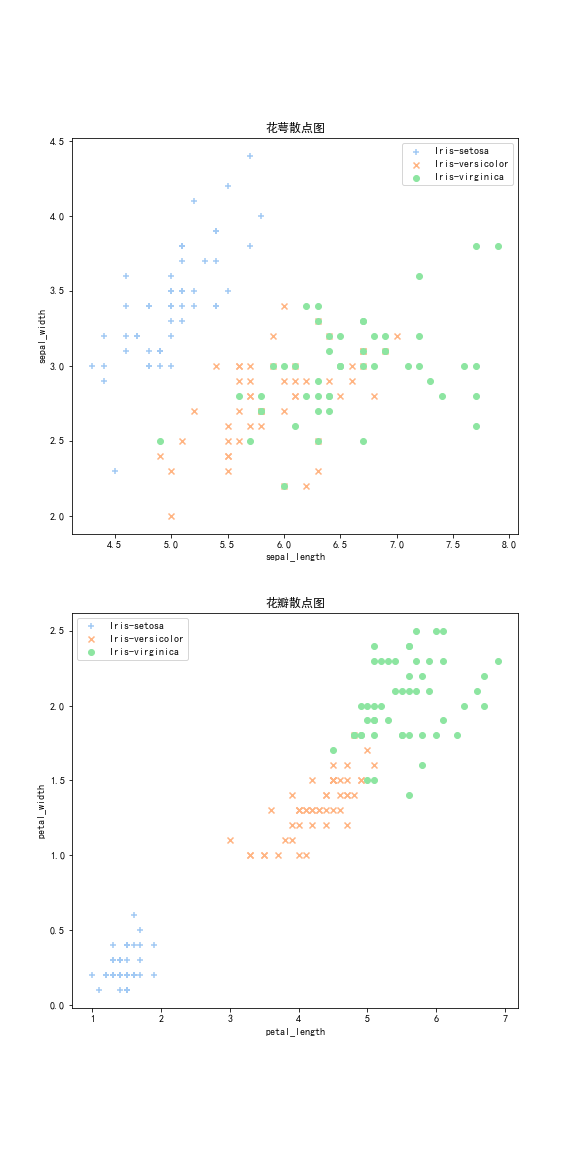 花萼散点图
4.5
4.0
3.5
3.0
2.5
2.0
sepal_width
Iris-setosa
Iris-versicolor
Iris-virginica
4.5 5.0 5.5 6.0 6.5 7.0 7.5 8.0
sepal_length
花瓣散点图
2.5
2.0
1.5
1.0
0.5
0.0
petal_width
Iris-setosa
Iris-versicolor
Iris-virginica
1 2 3 4 5 6 7
petal_length